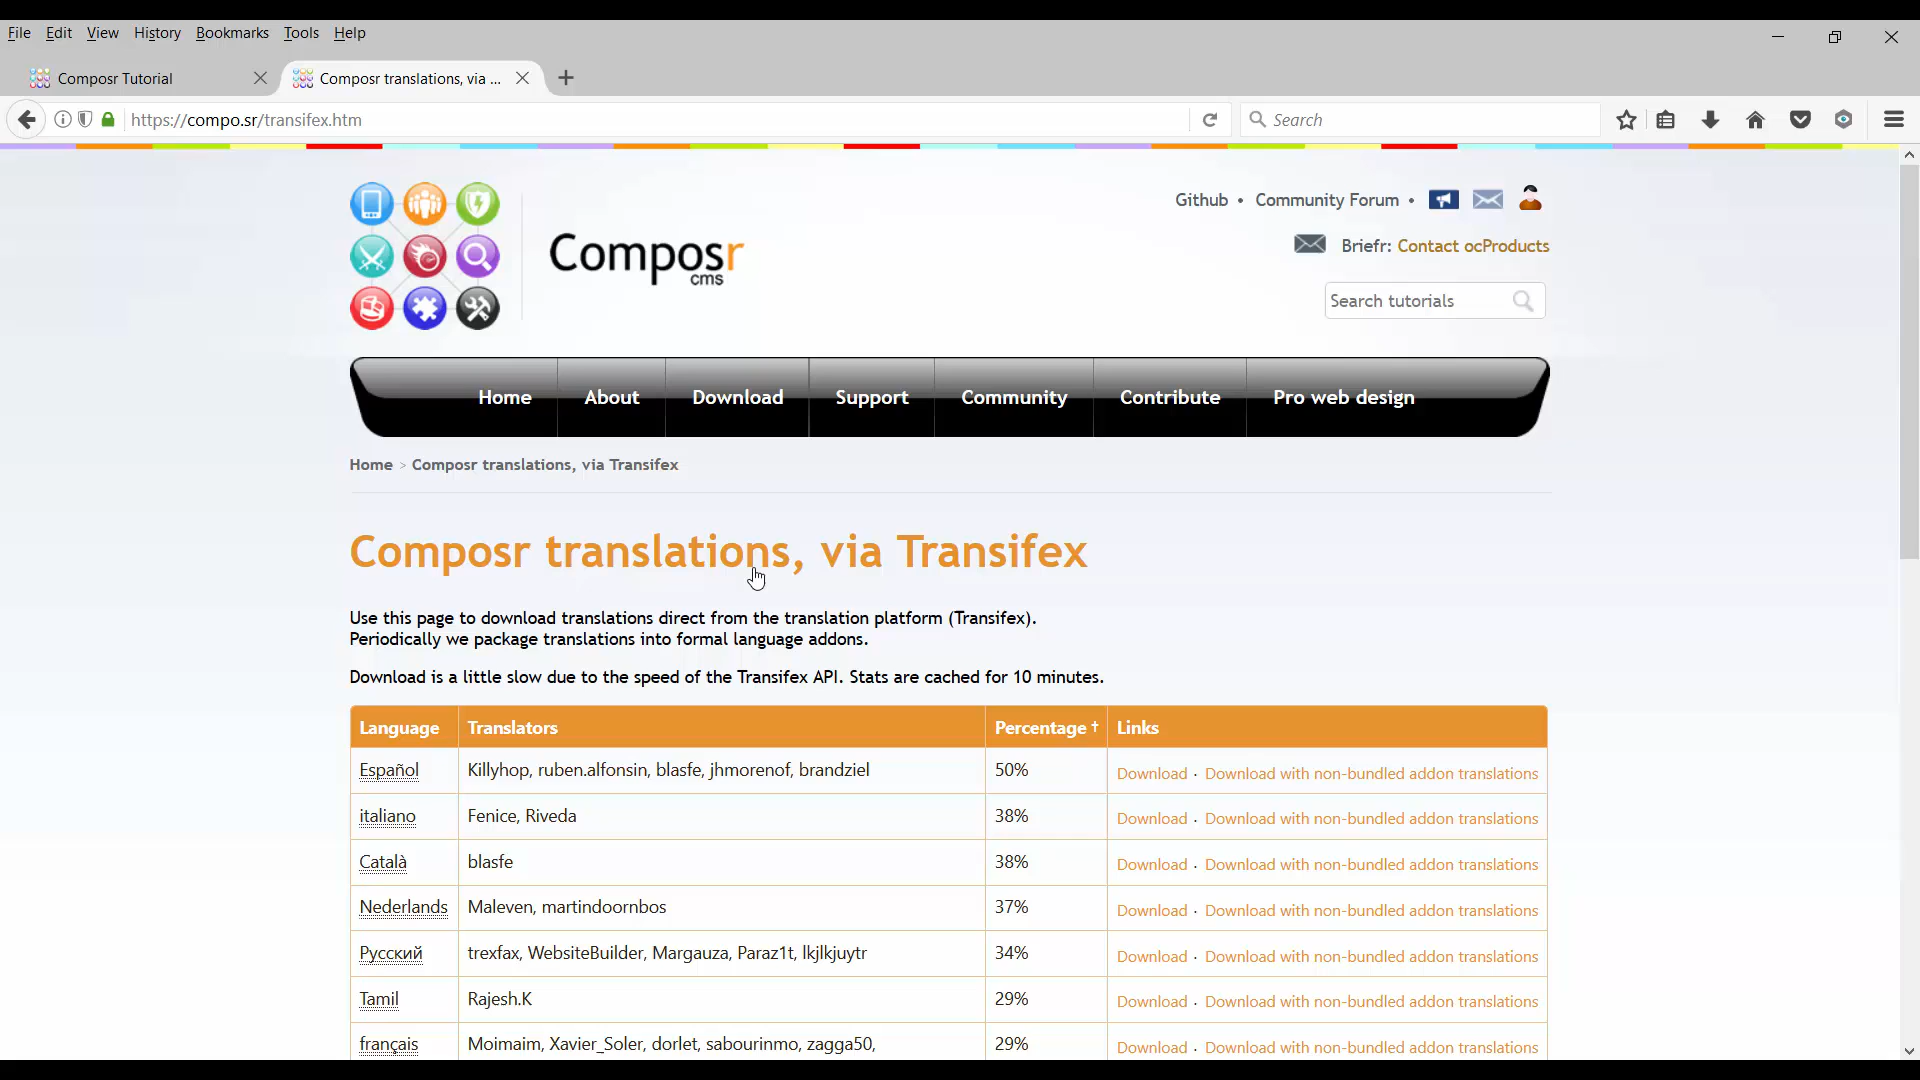 File Edit View History Bookmarks Tools Help
Composr Tutorial
Composr translations, via ...
https://compo.sr/transifex.htm
Search
Composr
cms
Github • Community Forum •
Briefr: Contact ocProducts
Search tutorials
Home About Download Support Community Contribute Pro web design
Home > Composr translations, via Transifex
Composr translations, via Transifex
Use this page to download translations direct from the translation platform (Transifex).
Periodically we package translations into formal language addons.
Download is a little slow due to the speed of the Transifex API. Stats are cached for 10 minutes.
Language Translators Percentage † Links
Español Killyhop, ruben.alfonsin, blasfe, jhmorenof, brandziel 50% Download · Download with non-bundled addon translations
italiano Fenice, Riveda 38% Download · Download with non-bundled addon translations
Català blasfe 38% Download · Download with non-bundled addon translations
Nederlands Maleven, martindoornbos 37% Download · Download with non-bundled addon translations
Русский trexfax, WebsiteBuilder, Margauza, Paraz1t, lkjlkjuytr 34% Download · Download with non-bundled addon translations
Tamil Rajesh.K 29% Download · Download with non-bundled addon translations
français Moimaim, Xavier_Soler, dorlet, sabourinmo, zagga50, 29% Download · Download with non-bundled addon translations